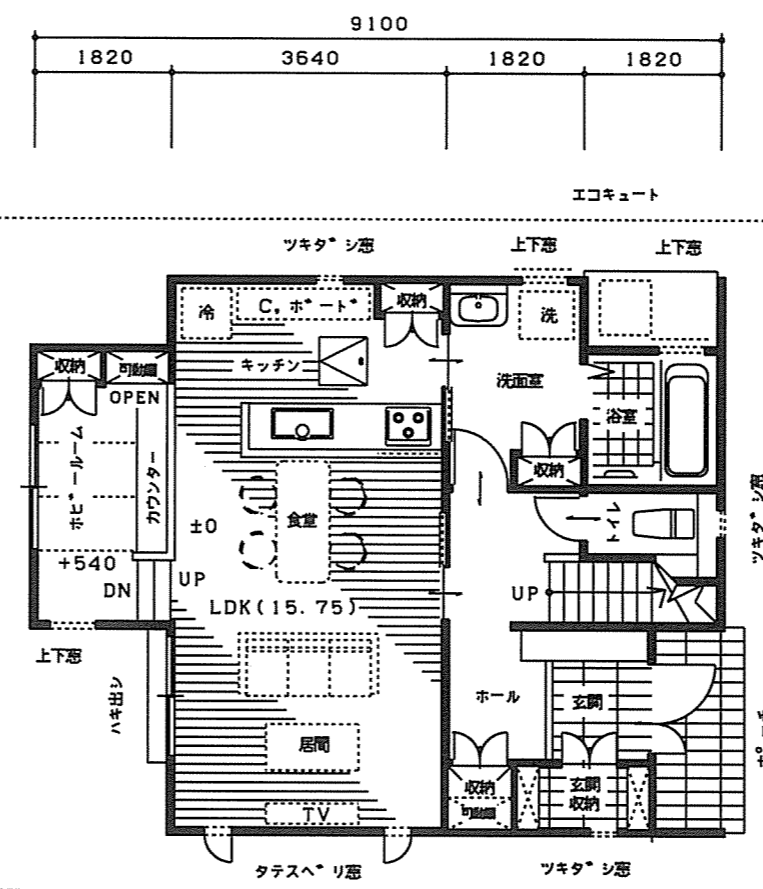 9100
1820 3640 1820 1820
エコキュート
ツキダシ窓 上下窓 上下窓
冷 C,ボード 収納 洗
収納 可動棚 キッチン 洗面室 浴室
OPEN
ホビールーム カウンター 食堂 収納 トイレ ツキダシ窓
±0
+540
DN UP UP
LDK(15.75)
上下窓
ハキ出シ ホール 玄関
居間
収納 玄関収納
可動棚
TV
タテスベリ窓 ツキダシ窓